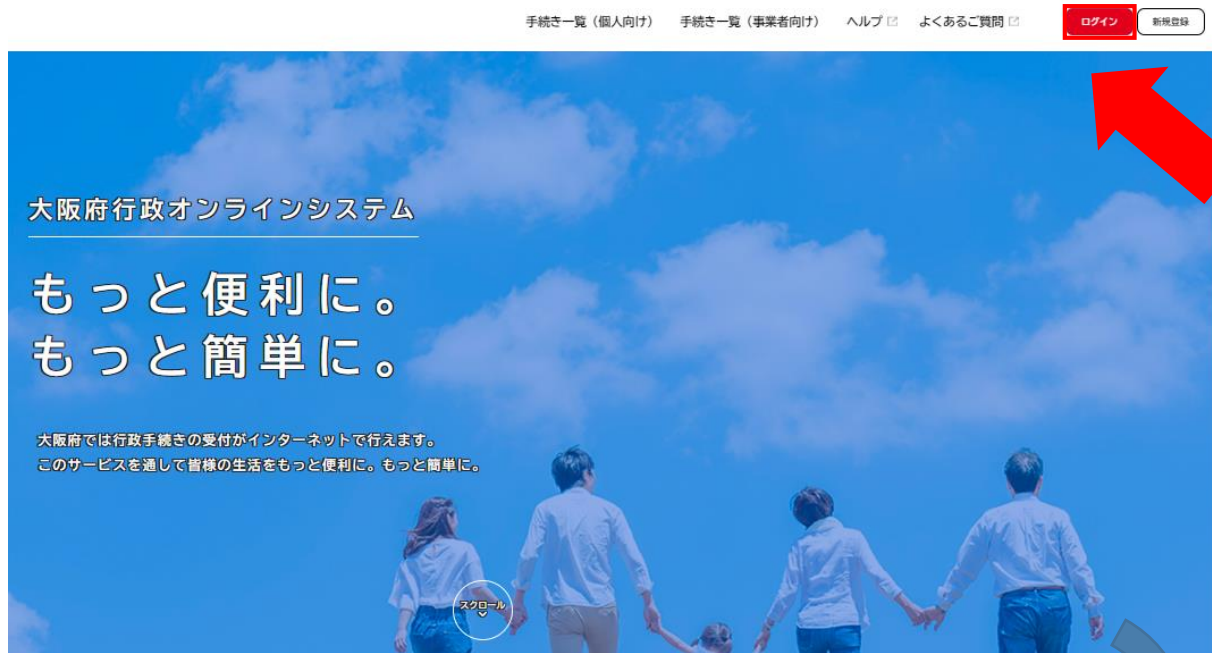 手続き一覧（個人向け） 手続き一覧（事業者向け） ヘルプ よくあるご質問 ログイン 新規登録
大阪府行政オンラインシステム
もっと便利に。
もっと簡単に。
大阪府では行政手続きの受付がインターネットで行えます。
このサービスを通して皆様の生活をもっと便利に。もっと簡単に。
スクロール